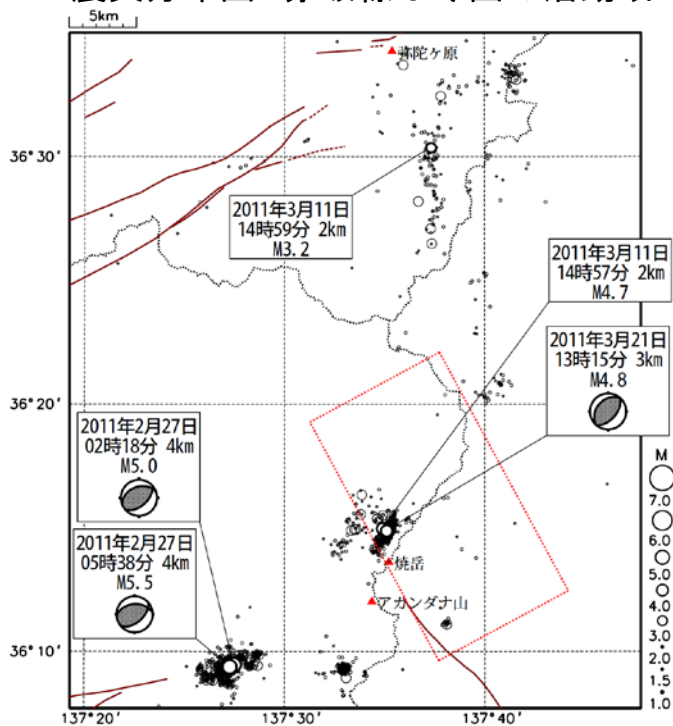 5km
弥陀ヶ原
36°30′
2011年3月11日
14時59分 2km
M3.2
2011年3月11日
14時57分 2km
M4.7
2011年3月21日
13時15分 3km
M4.8
36°20′
2011年2月27日
02時18分 4km
M5.0
2011年2月27日
05時38分 4km
M5.5
焼岳
アカンダナ山
36°10′
M
7.0
6.0
5.0
4.0
3.0
2.0
1.5
1.0
137°20′
137°30′
137°40′